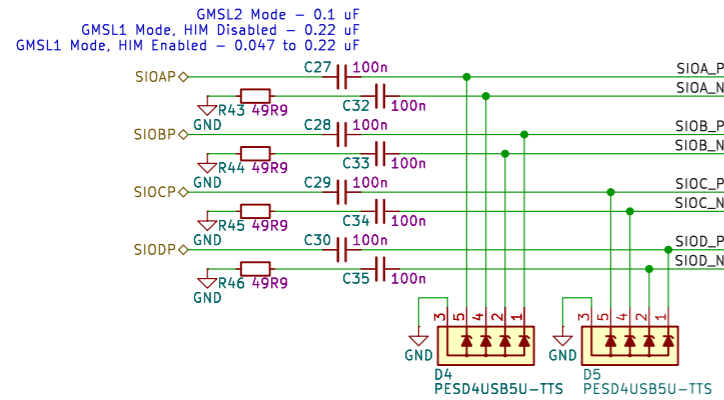 GMSL2 Mode – 0.1 uF
GMSL1 Mode, HIM Disabled – 0.22 uF
GMSL1 Mode, HIM Enabled – 0.047 to 0.22 uF
SIOAP C27 100n SIOA_P
GND R43 49R9 C32 100n SIOA_N
SIOBP C28 100n SIOB_P
GND R44 49R9 C33 100n SIOB_N
SIOCP C29 100n SIOC_P
GND R45 49R9 C34 100n SIOC_N
SIODP C30 100n SIOD_P
GND R46 49R9 C35 100n SIOD_N
3 5 4 2 1 3 5 4 2 1
GND GND
D4 D5
PESD4USB5U-TTS PESD4USB5U-TTS